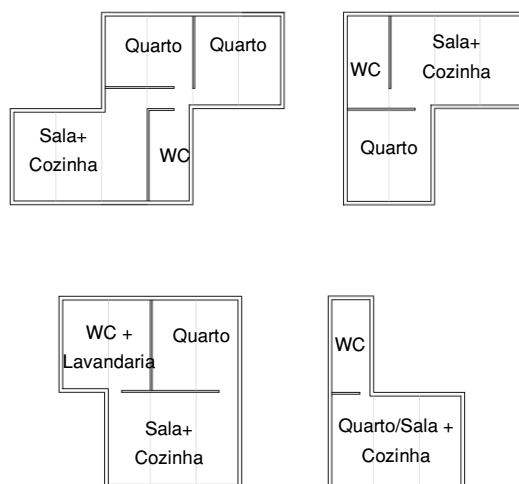 Quarto
Quarto
Sala+
Cozinha
WC
WC
Sala+
Cozinha
Quarto
WC +
Lavandaria
Quarto
Sala+
Cozinha
WC
Quarto/Sala +
Cozinha